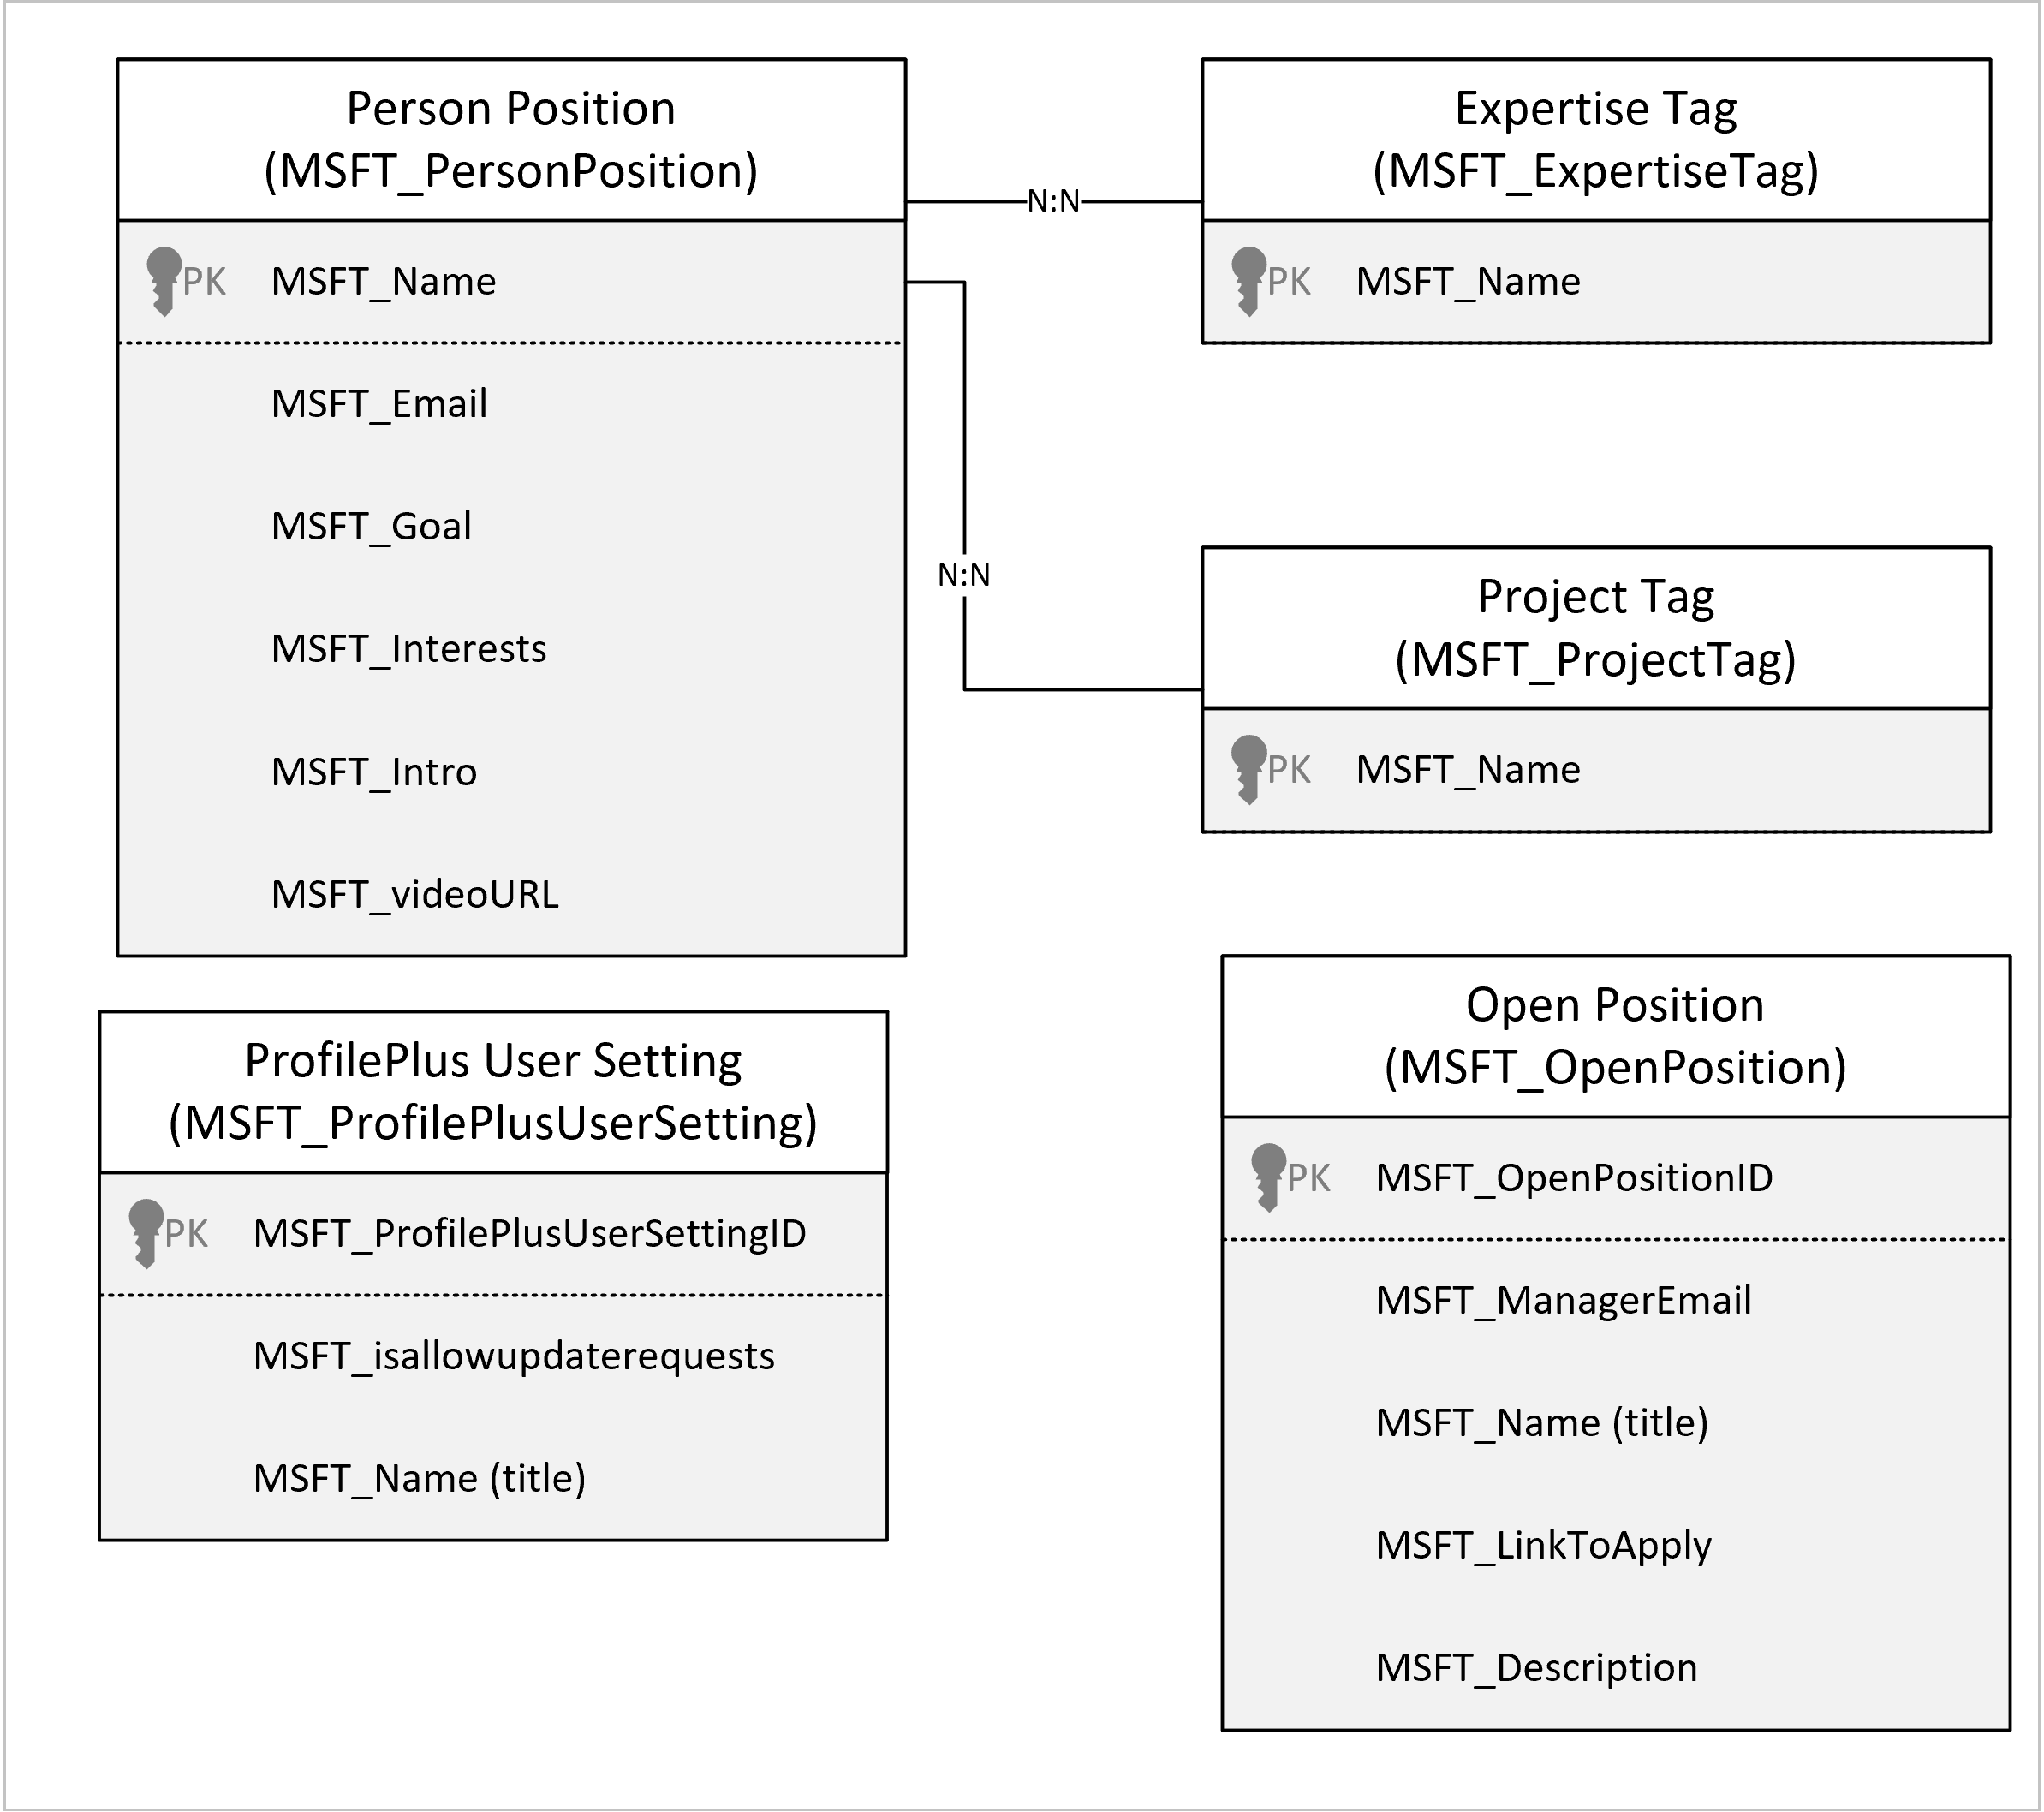 Person Position
(MSFT_PersonPosition)
PK MSFT_Name
MSFT_Email
MSFT_Goal
MSFT_Interests
MSFT_Intro
MSFT_videoURL
N:N
N:N
Expertise Tag
(MSFT_ExpertiseTag)
PK MSFT_Name
Project Tag
(MSFT_ProjectTag)
PK MSFT_Name
ProfilePlus User Setting
(MSFT_ProfilePlusUserSetting)
PK MSFT_ProfilePlusUserSettingID
MSFT_isallowupdaterequests
MSFT_Name (title)
Open Position
(MSFT_OpenPosition)
PK MSFT_OpenPositionID
MSFT_ManagerEmail
MSFT_Name (title)
MSFT_LinkToApply
MSFT_Description